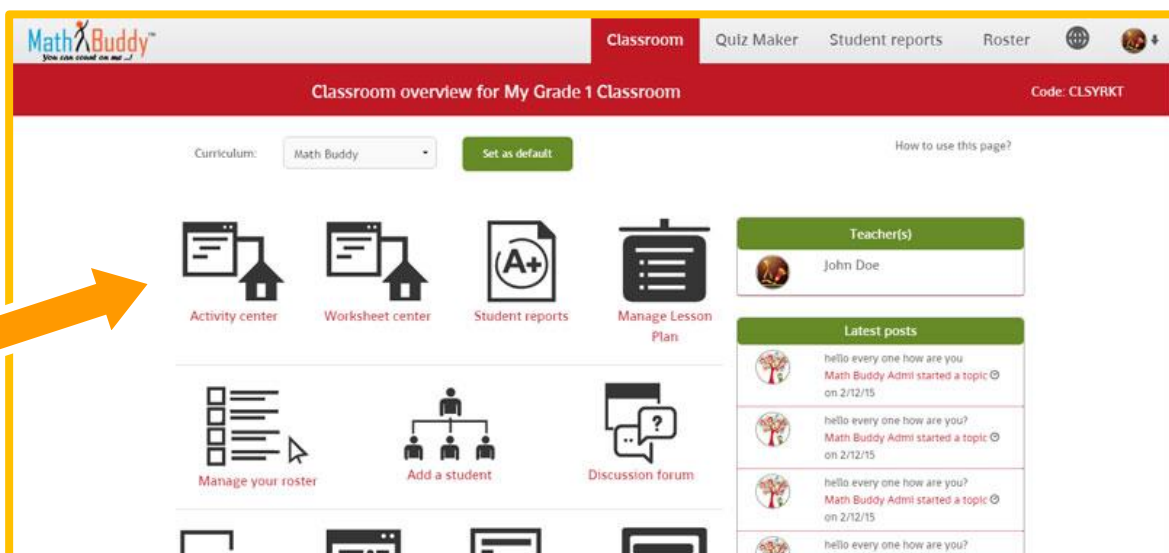 Math Buddy™
You can count on me ...!
Classroom
Quiz Maker
Student reports
Roster
Classroom overview for My Grade 1 Classroom
Code: CLSYRKT
Curriculum:
Math Buddy
Set as default
How to use this page?
A+
Activity center
Worksheet center
Student reports
Manage Lesson
Plan
Manage your roster
Add a student
?
Discussion forum
Teacher(s)
John Doe
Latest posts
hello every one how are you
Math Buddy Admi started a topic
on 2/12/15
hello every one how are you?
Math Buddy Admi started a topic
on 2/12/15
hello every one how are you?
Math Buddy Admi started a topic
on 2/12/15
hello every one how are you?